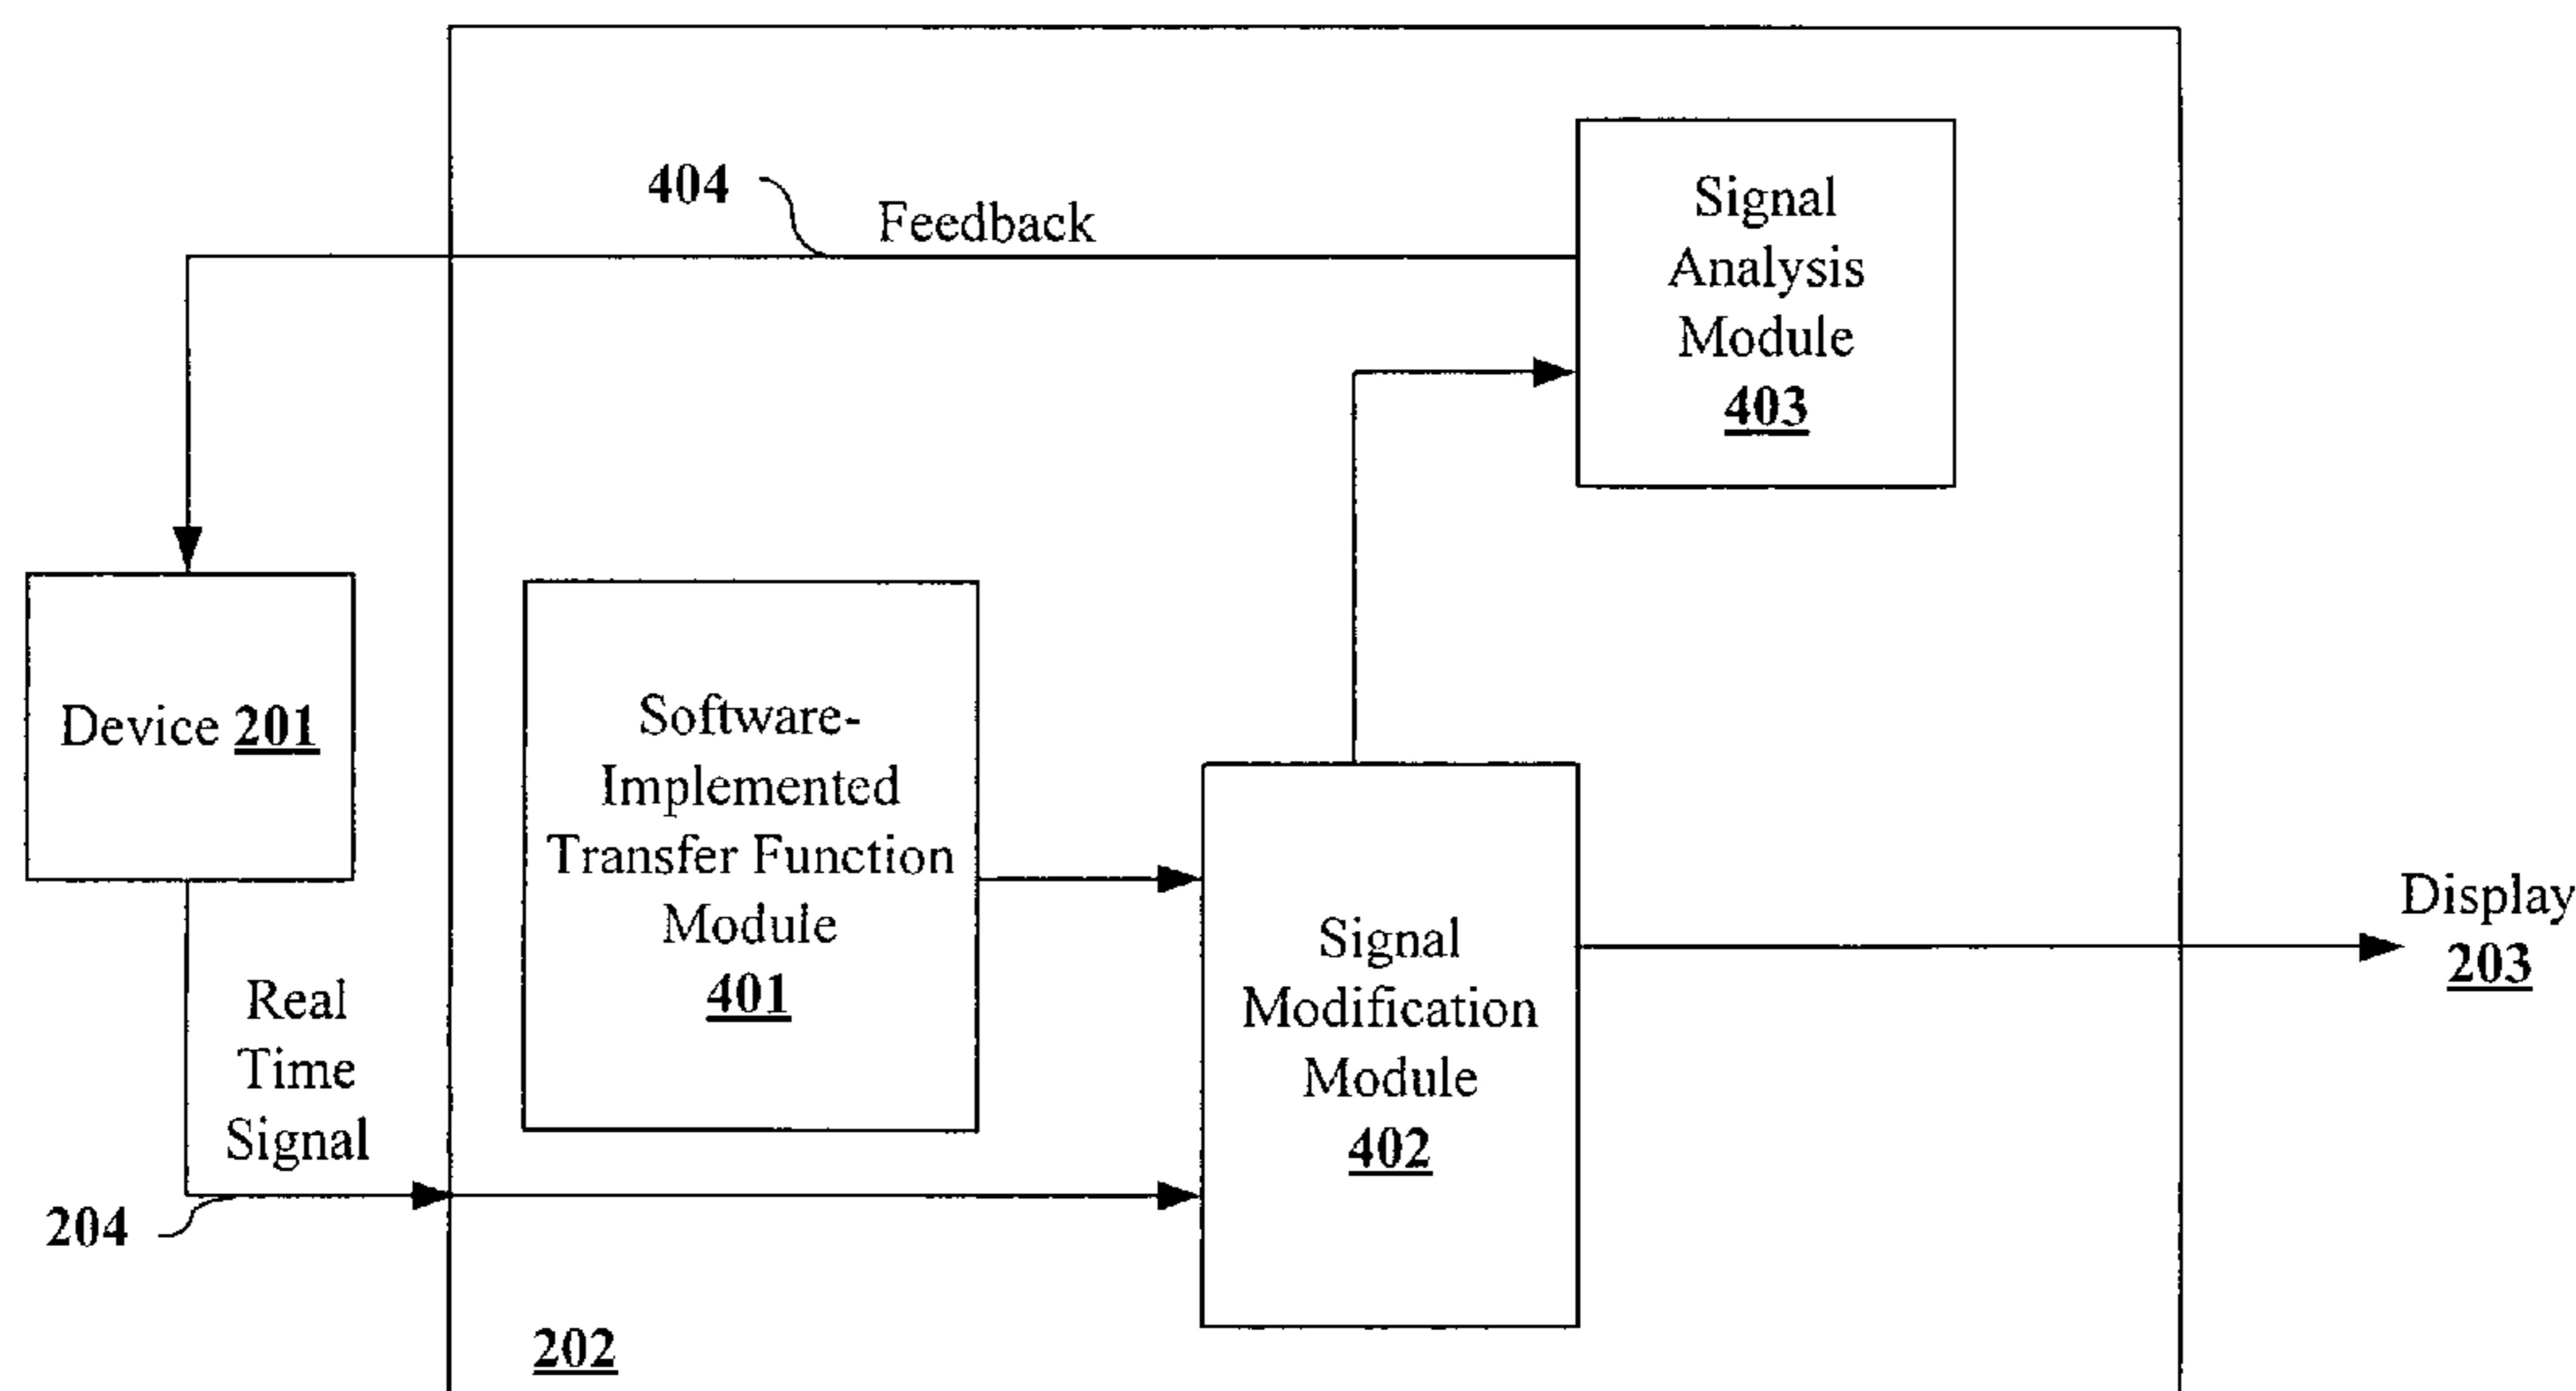 404
Feedback
Signal
Analysis
Module
403
Device 201
Software-
Implemented
Transfer Function
Module
401
Real
Time
Signal
204
Signal
Modification
Module
402
Display
203
202